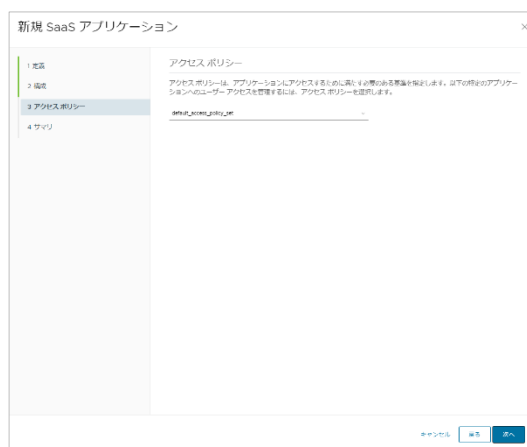 新規 SaaS アプリケーション
×
1 定義
2 構成
3 アクセス ポリシー
4 サマリ
アクセス ポリシー
アクセス ポリシーは、アプリケーションにアクセスするために満たす必要のある基準を指定します。以下の特定のアプリケー
ションへのユーザー アクセスを管理するには、アクセス ポリシーを選択します。
default_access_policy_set
キャンセル
戻る
次へ